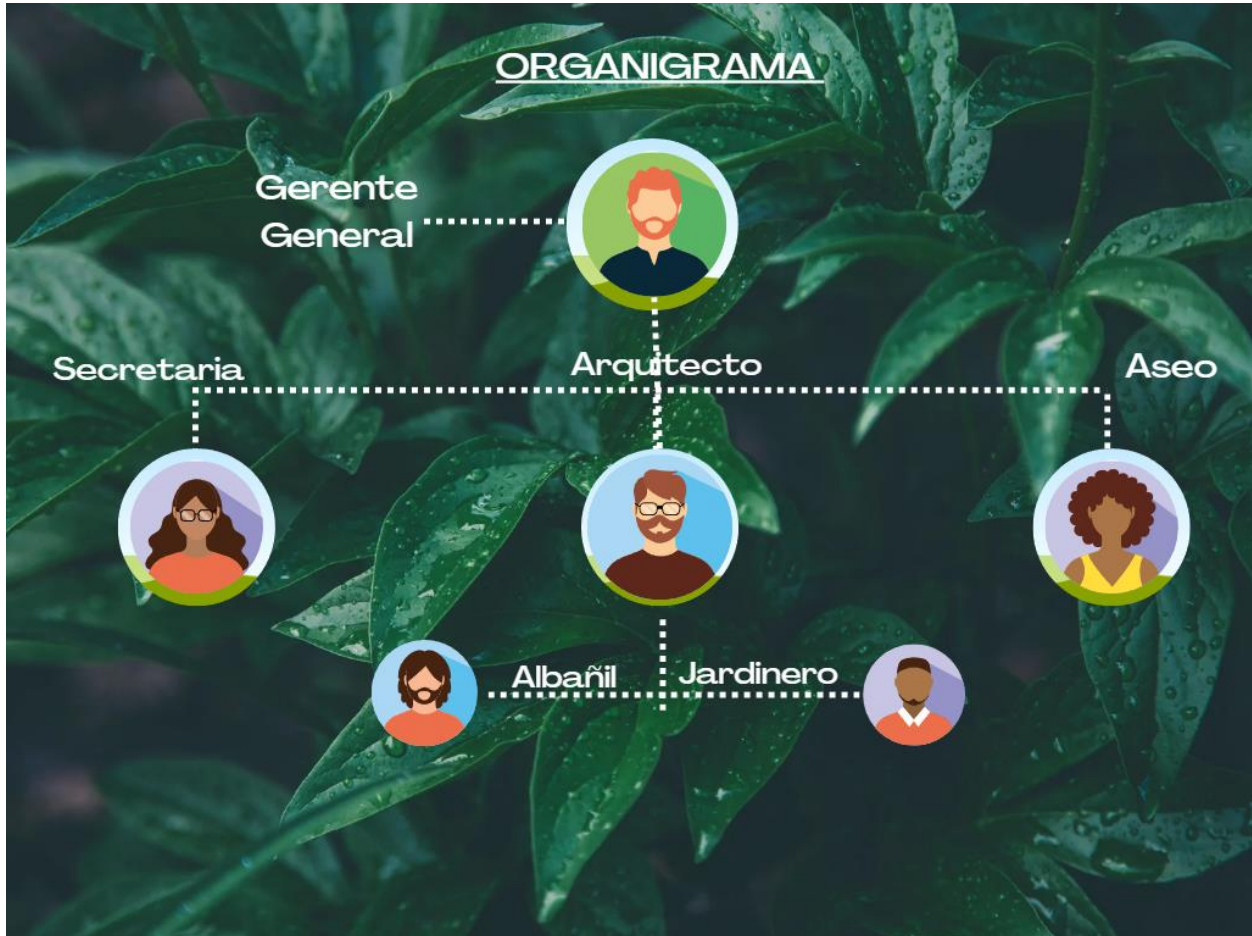 ORGANIGRAMA
Gerente
General
Secretaria
Arquitecto
Aseo
Albañil
Jardinero